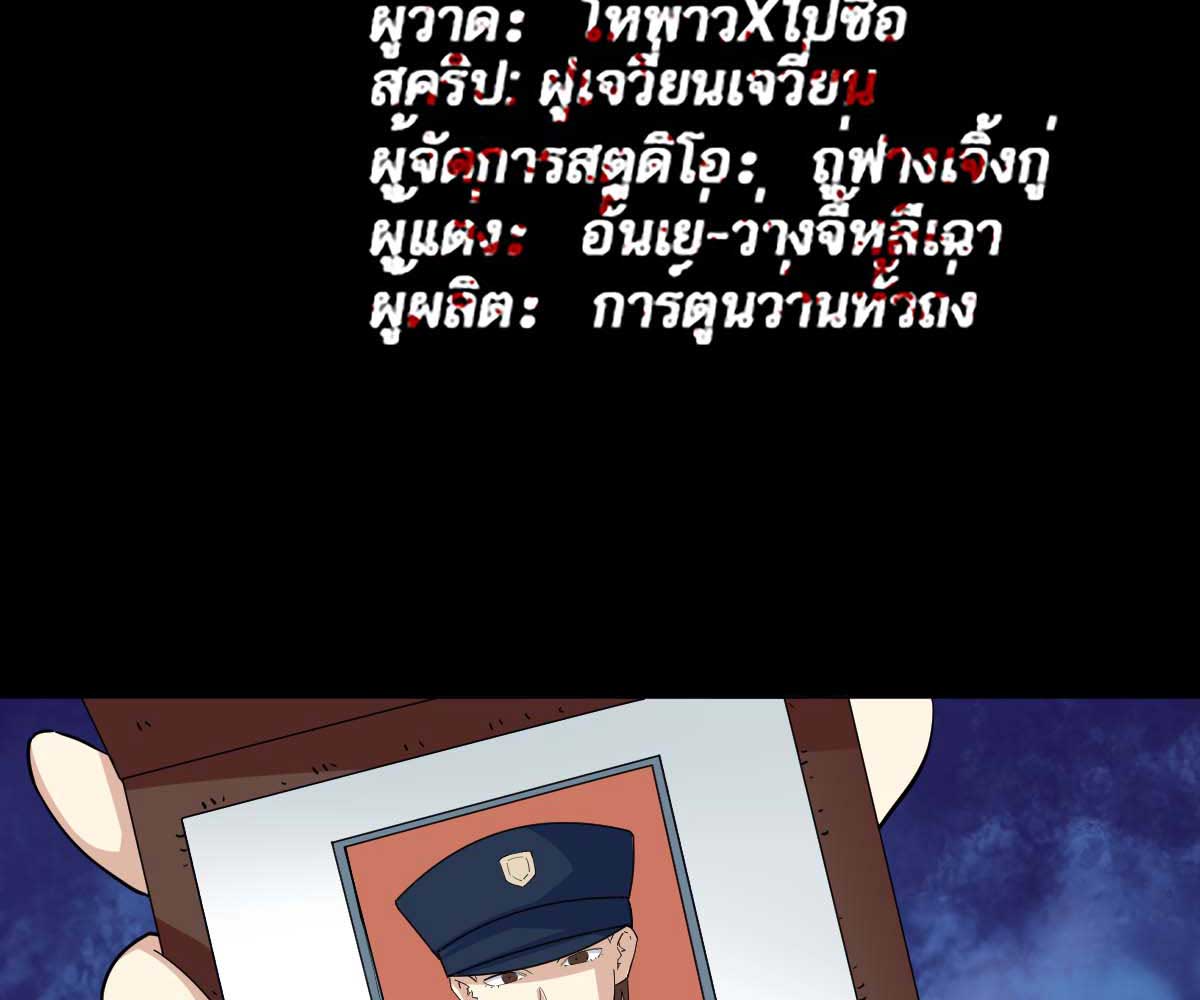 ผู้วาด: โหพาวXไปซือ
สคริป: ฝูเจวี่ยนเจวี่ยน
ผู้จัดการสตูดิโอ: ถู่ฟางเจิ้งกู่
ผู้แต่ง: อั้นเย่-ว่างจี้หลีเฉา
ผู้ผลิต: การ์ตูนว่านทั่วถ่ง